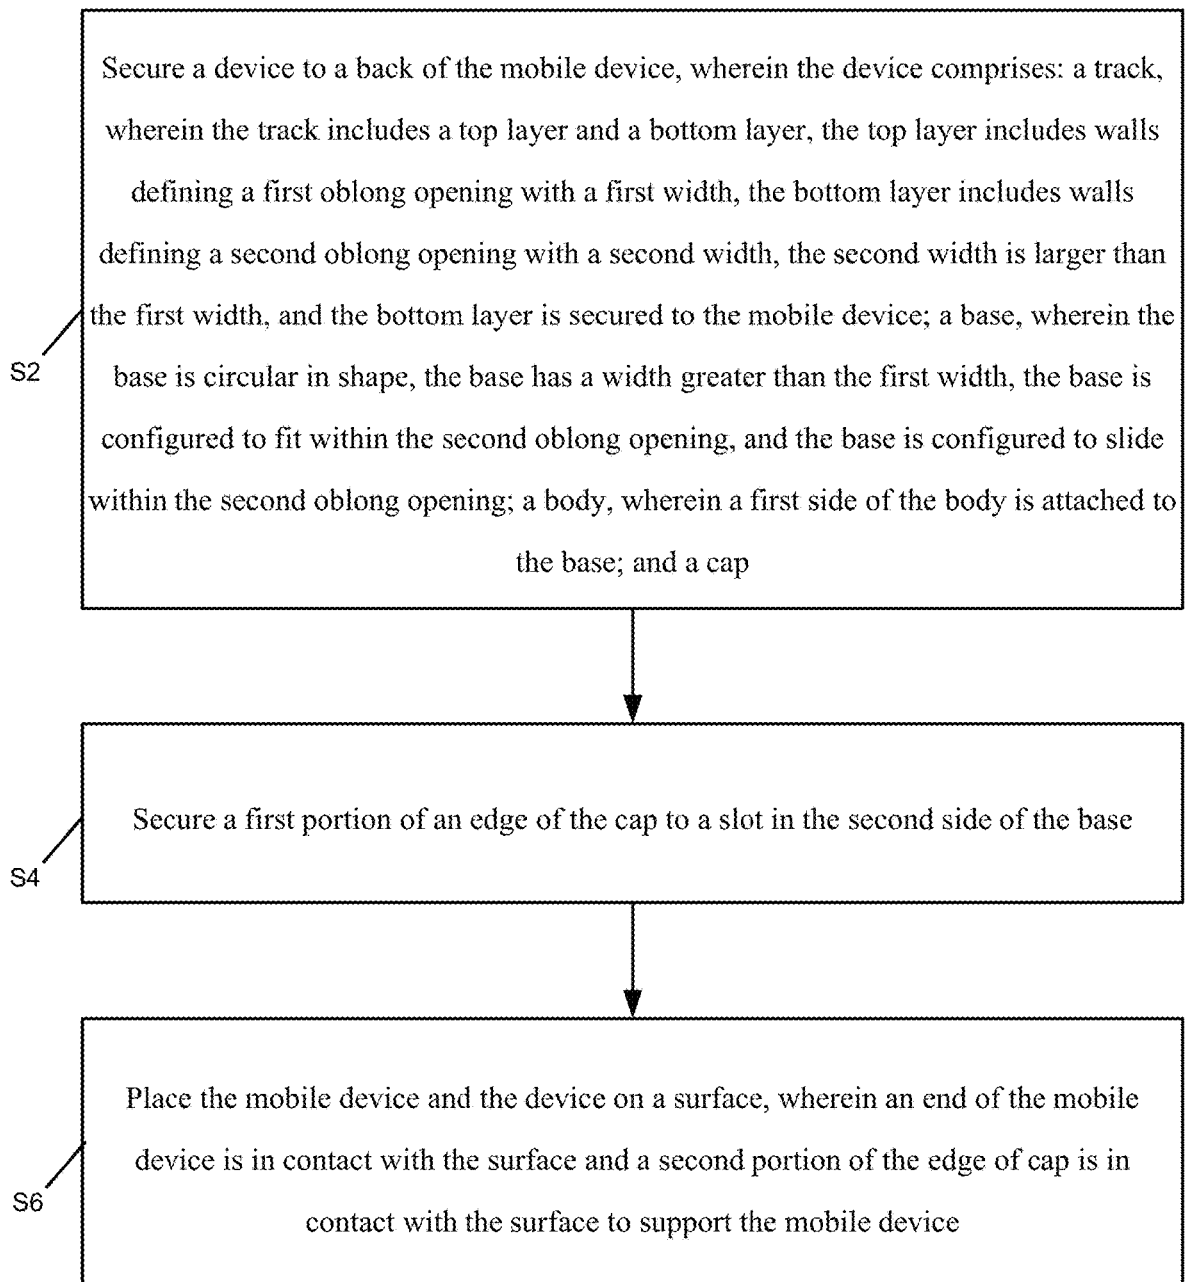 Secure a device to a back of the mobile device, wherein the device comprises: a track,
wherein the track includes a top layer and a bottom layer, the top layer includes walls
defining a first oblong opening with a first width, the bottom layer includes walls
defining a second oblong opening with a second width, the second width is larger than
the first width, and the bottom layer is secured to the mobile device; a base, wherein the
S2
base is circular in shape, the base has a width greater than the first width, the base is
configured to fit within the second oblong opening, and the base is configured to slide
within the second oblong opening; a body, wherein a first side of the body is attached to
the base; and a cap
Secure a first portion of an edge of the cap to a slot in the second side of the base
S4
Place the mobile device and the device on a surface, wherein an end of the mobile
device is in contact with the surface and a second portion of the edge of cap is in
S6
contact with the surface to support the mobile device